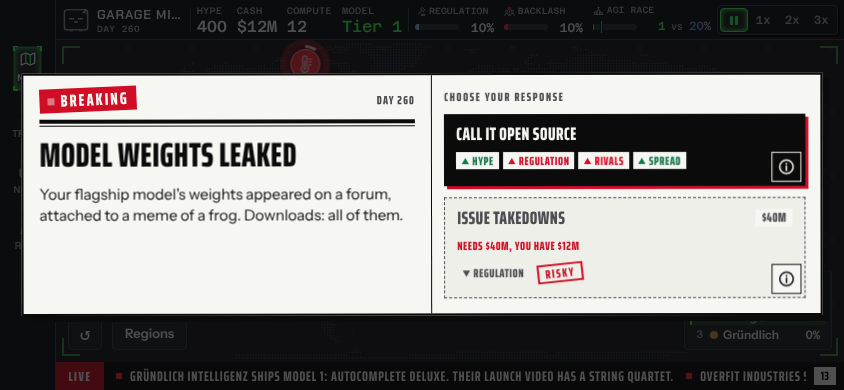 GARAGE MI...
DAY 260
HYPE
400
CASH
$12M
COMPUTE
12
MODEL
Tier 1
REGULATION
10%
BACKLASH
10%
AGI RACE
1 vs 20%
1x 2x 3x
BREAKING
DAY 260
MODEL WEIGHTS LEAKED
Your flagship model's weights appeared on a forum,
attached to a meme of a frog. Downloads: all of them.
CHOOSE YOUR RESPONSE
CALL IT OPEN SOURCE
▲ HYPE ▲ REGULATION ▲ RIVALS ▲ SPREAD
ISSUE TAKEDOWNS $40M
NEEDS $40M, YOU HAVE $12M
▼ REGULATION RISKY
Regions
3 Gründlich 0%
LIVE
GRÜNDLICH INTELLIGENZ SHIPS MODEL 1: AUTOCOMPLETE DELUXE. THEIR LAUNCH VIDEO HAS A STRING QUARTET. OVERFIT INDUSTRIES
13